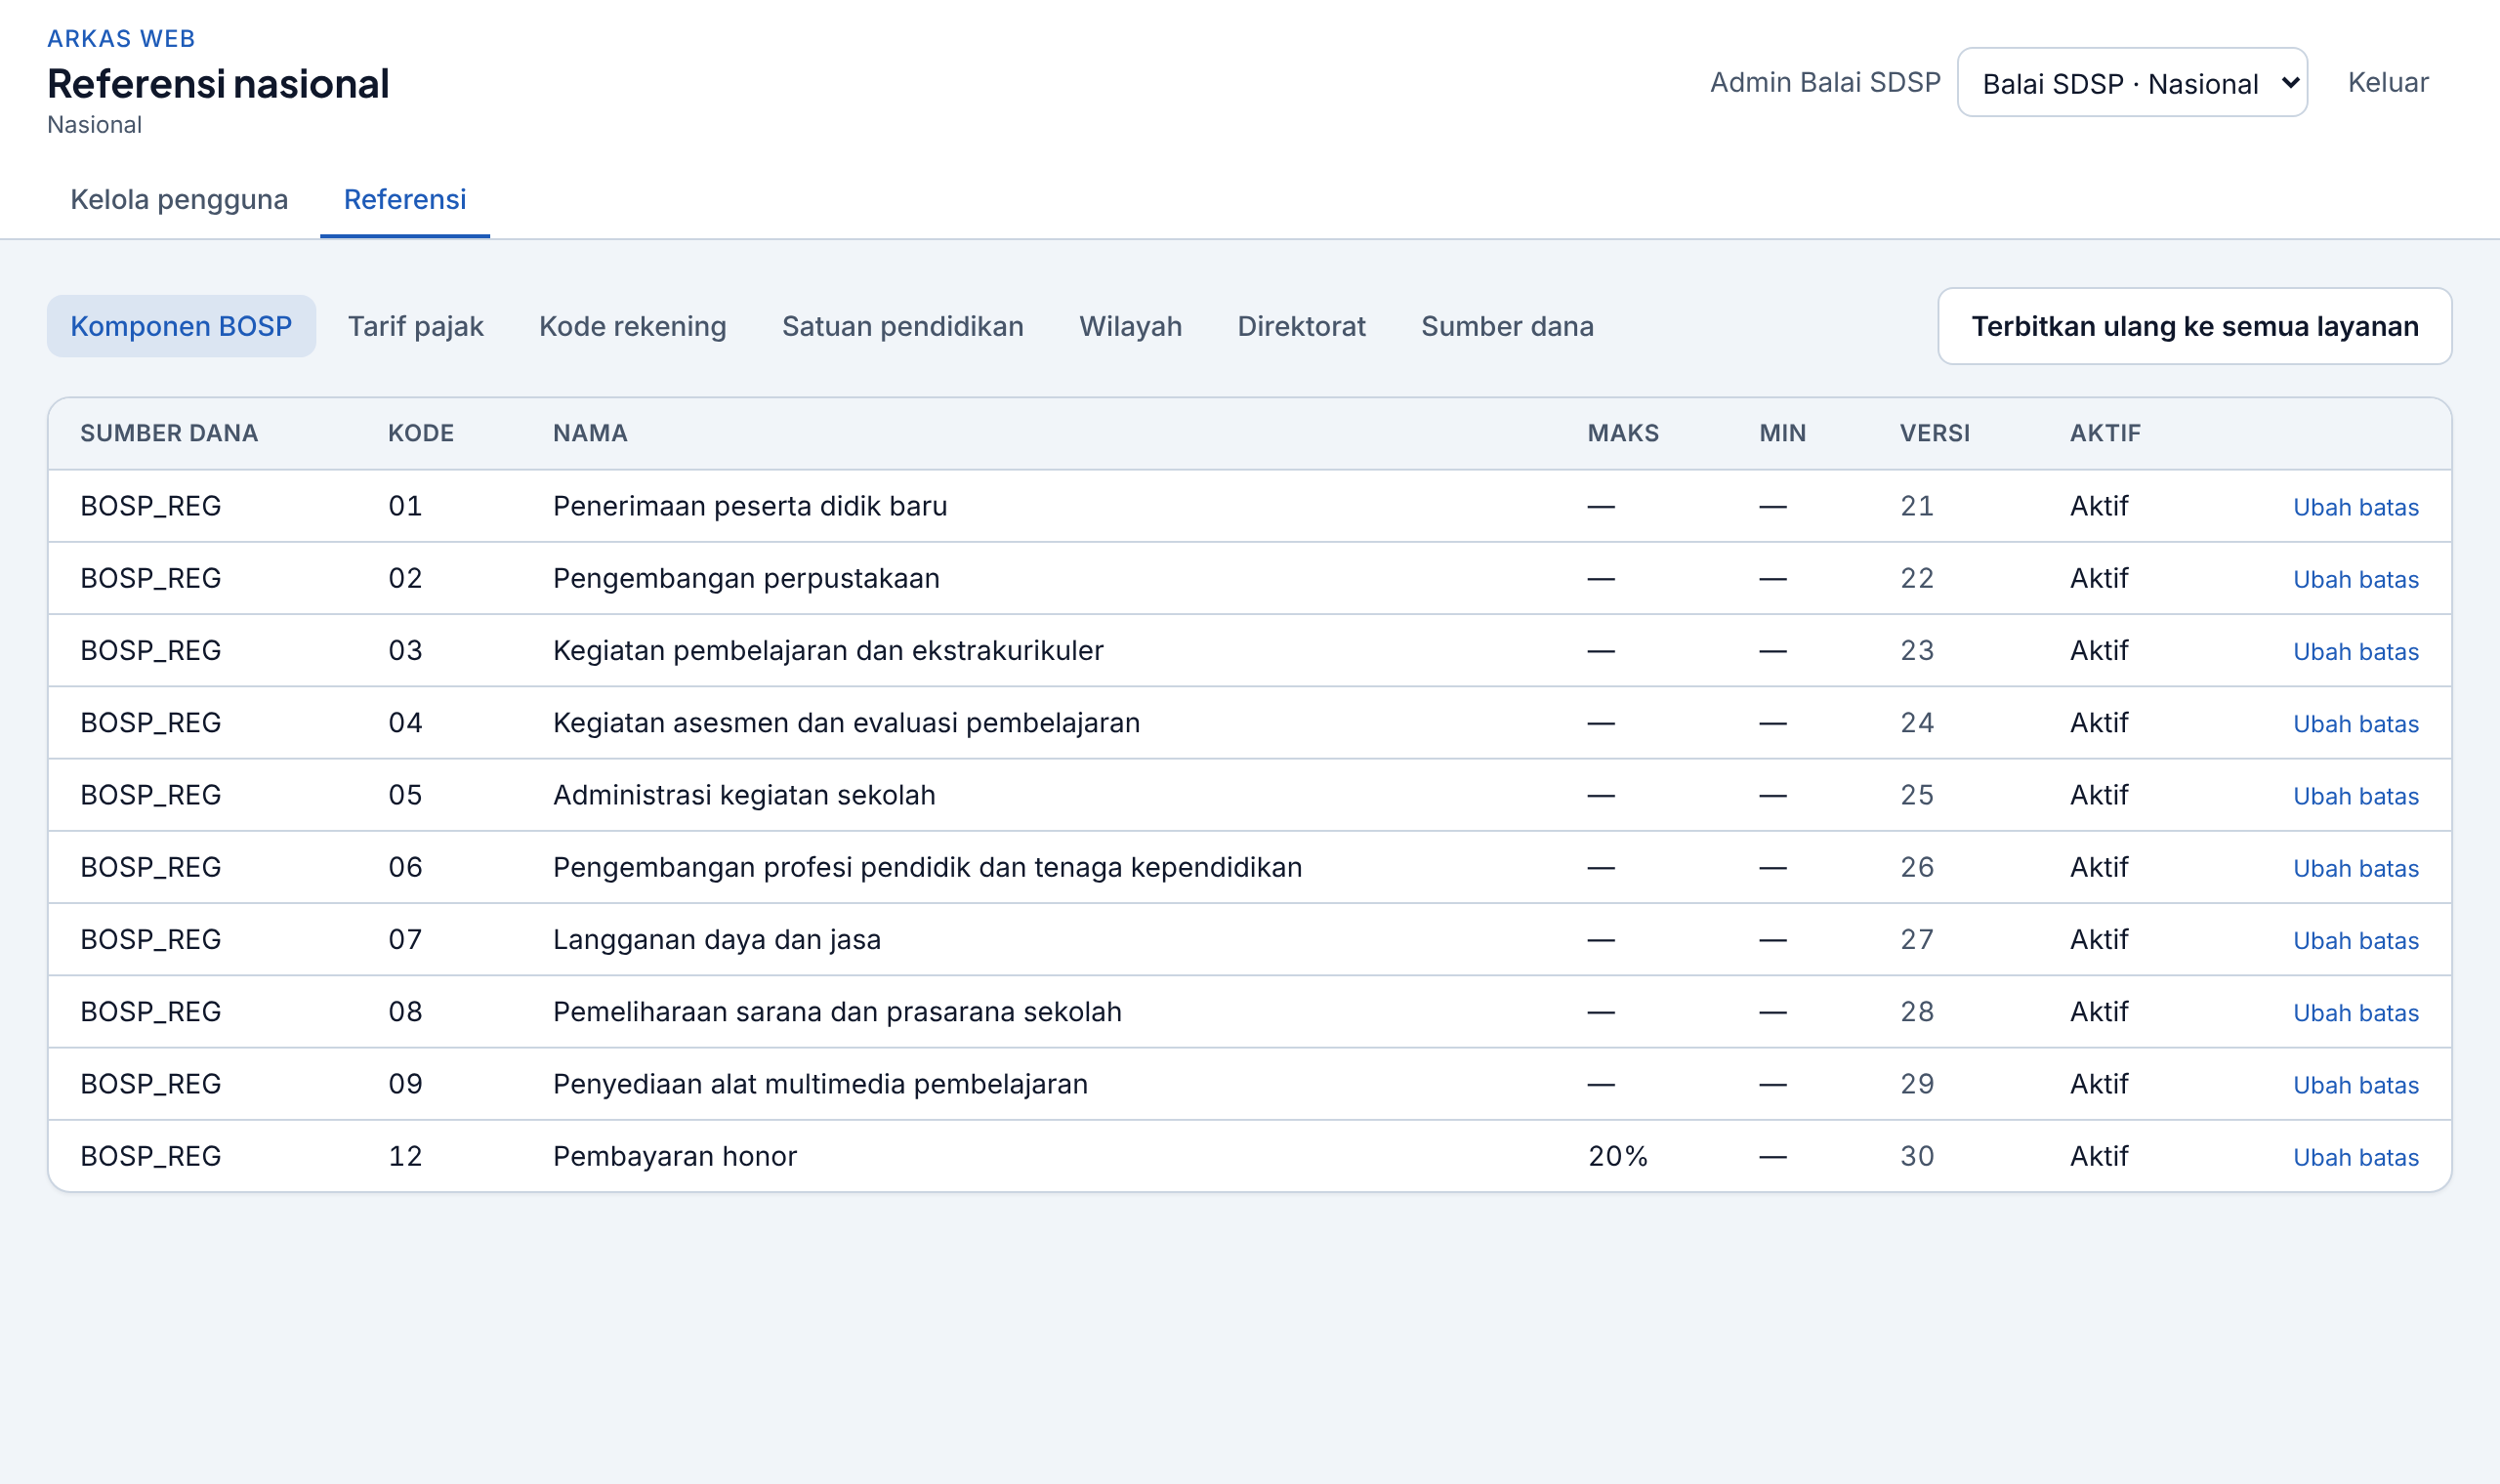 ARKAS WEB
Referensi nasional
Nasional
Admin Balai SDSP Balai SDSP · Nasional Keluar
Kelola pengguna Referensi
Komponen BOSP Tarif pajak Kode rekening Satuan pendidikan Wilayah Direktorat Sumber dana Terbitkan ulang ke semua layanan
SUMBER DANA KODE NAMA MAKS MIN VERSI AKTIF
BOSP_REG 01 Penerimaan peserta didik baru — — 21 Aktif Ubah batas
BOSP_REG 02 Pengembangan perpustakaan — — 22 Aktif Ubah batas
BOSP_REG 03 Kegiatan pembelajaran dan ekstrakurikuler — — 23 Aktif Ubah batas
BOSP_REG 04 Kegiatan asesmen dan evaluasi pembelajaran — — 24 Aktif Ubah batas
BOSP_REG 05 Administrasi kegiatan sekolah — — 25 Aktif Ubah batas
BOSP_REG 06 Pengembangan profesi pendidik dan tenaga kependidikan — — 26 Aktif Ubah batas
BOSP_REG 07 Langganan daya dan jasa — — 27 Aktif Ubah batas
BOSP_REG 08 Pemeliharaan sarana dan prasarana sekolah — — 28 Aktif Ubah batas
BOSP_REG 09 Penyediaan alat multimedia pembelajaran — — 29 Aktif Ubah batas
BOSP_REG 12 Pembayaran honor 20% — 30 Aktif Ubah batas